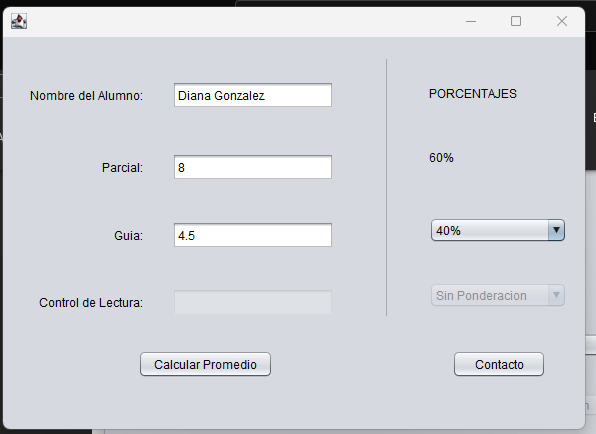 PORCENTAJES
Nombre del Alumno: Diana Gonzalez
60%
Parcial: 8
Guia: 4.5
40%
Control de Lectura:
Sin Ponderacion
Calcular Promedio
Contacto